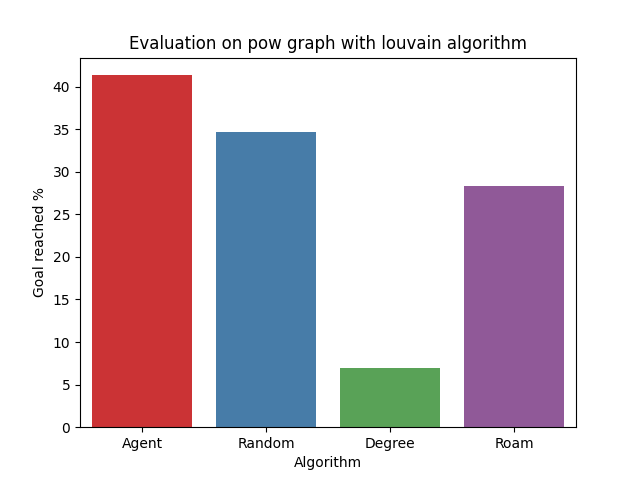 Evaluation on pow graph with louvain algorithm
Goal reached %
40
35
30
25
20
15
10
5
0
Agent Random Degree Roam
Algorithm